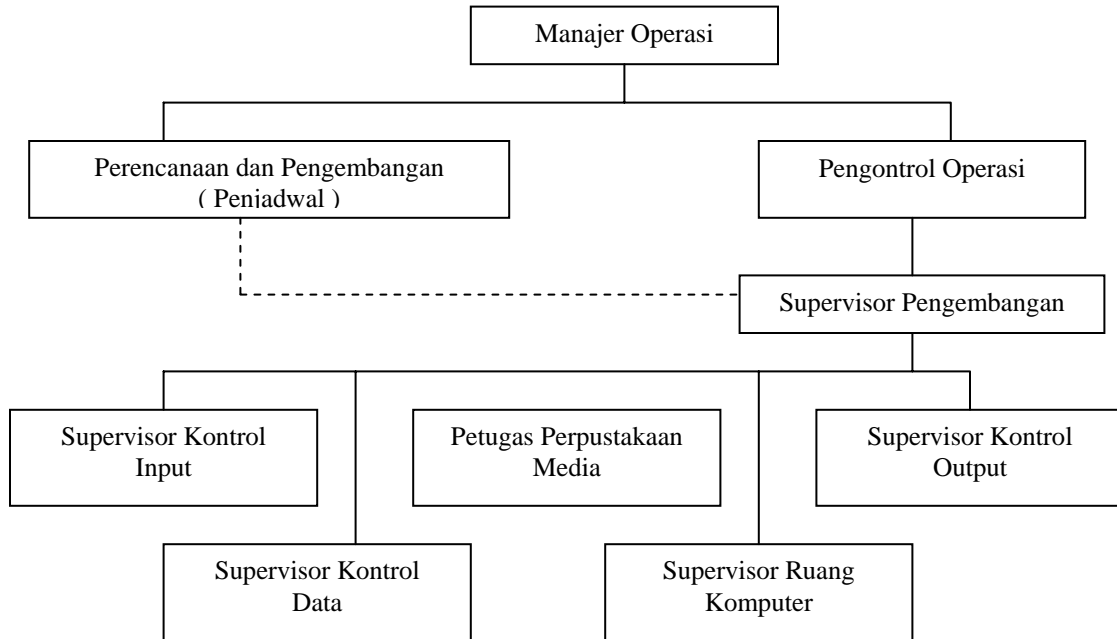 Manajer Operasi
Perencanaan dan Pengembangan
( Penjadwal )
Pengontrol Operasi
Supervisor Pengembangan
Supervisor Kontrol
Input
Petugas Perpustakaan
Media
Supervisor Kontrol
Output
Supervisor Kontrol
Data
Supervisor Ruang
Komputer